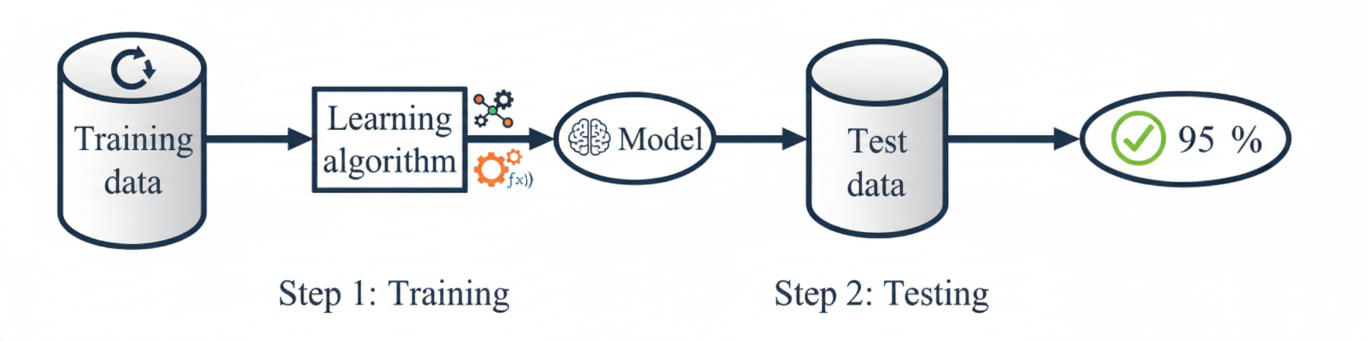 Training
data
Learning
algorithm
f x))
Model
Test
data
95 %
Step 1: Training
Step 2: Testing